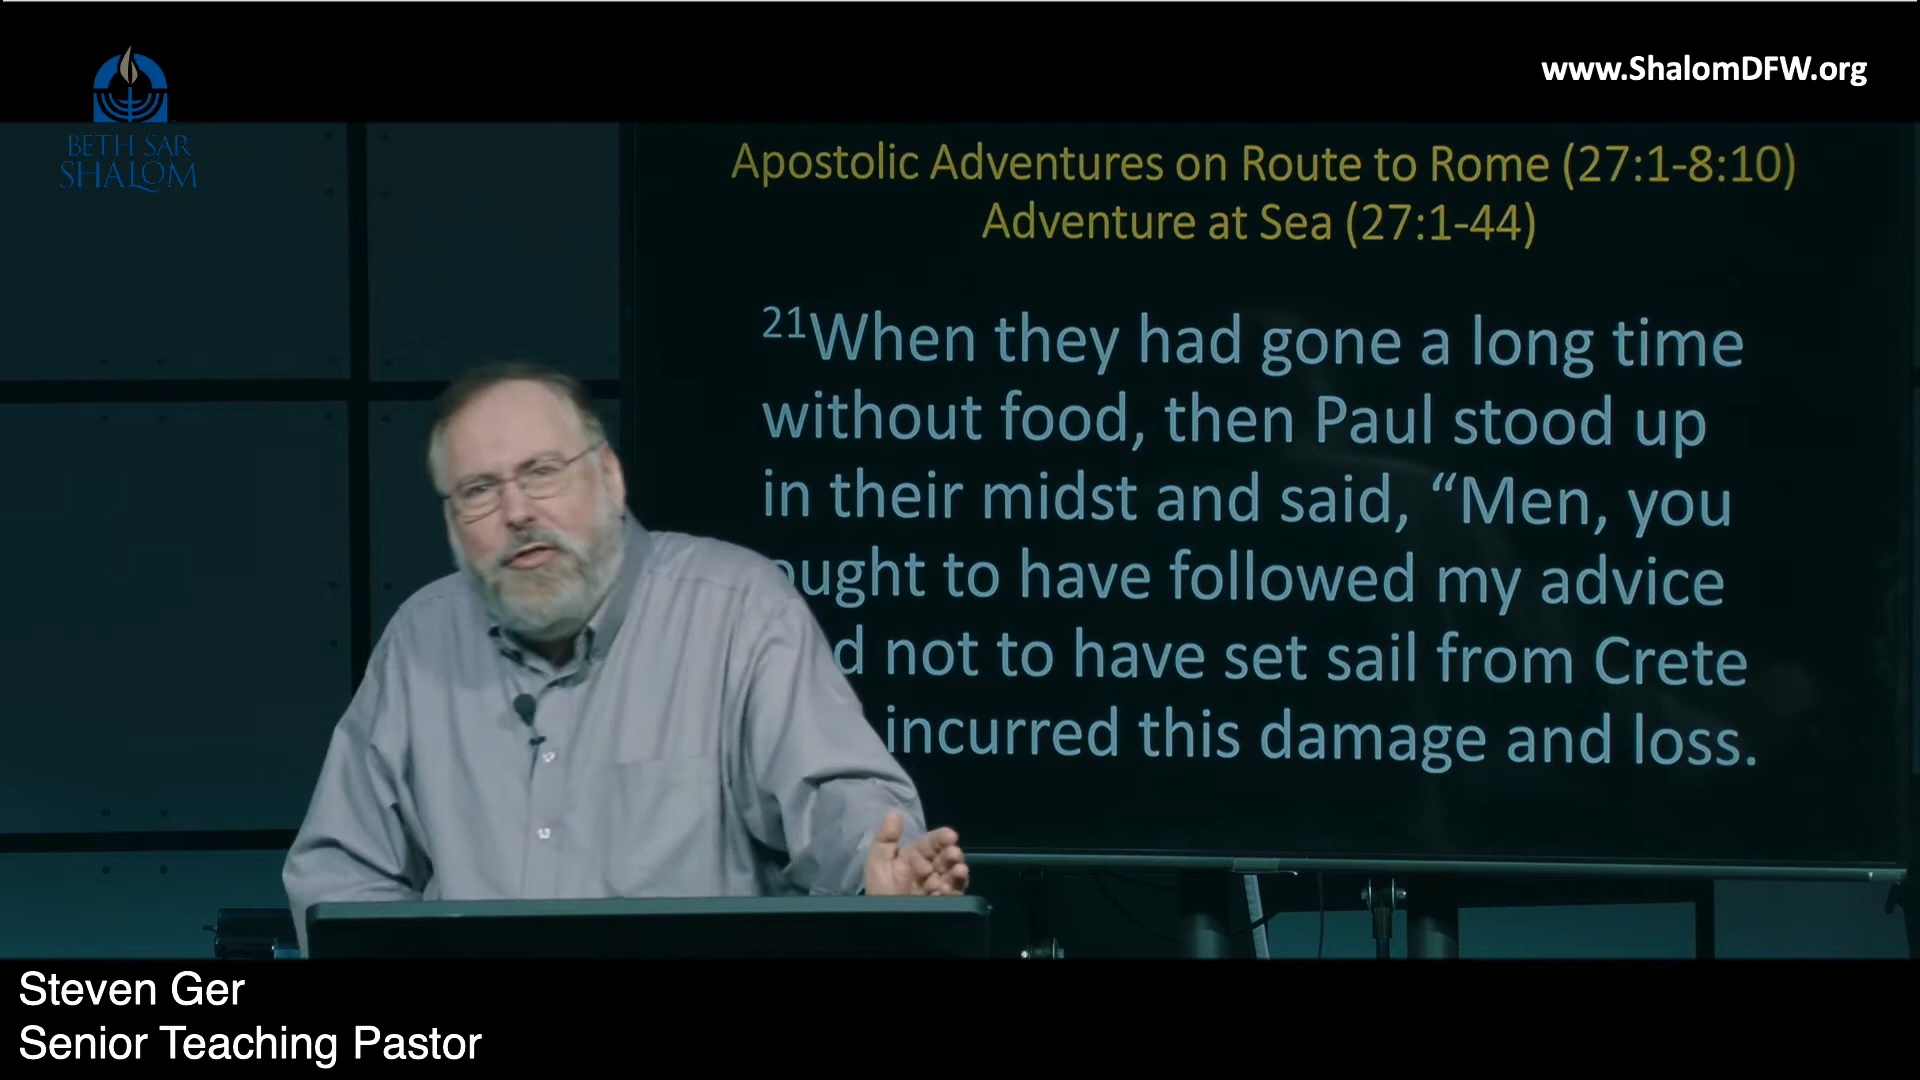 BETH SAR
SHALOM
www.ShalomDFW.org
Apostolic Adventures on Route to Rome (27:1-8:10)
Adventure at Sea (27:1-44)
21When they had gone a long time
without food, then Paul stood up
in their midst and said, “Men, you
ought to have followed my advice
d not to have set sail from Crete
incurred this damage and loss.
Steven Ger
Senior Teaching Pastor